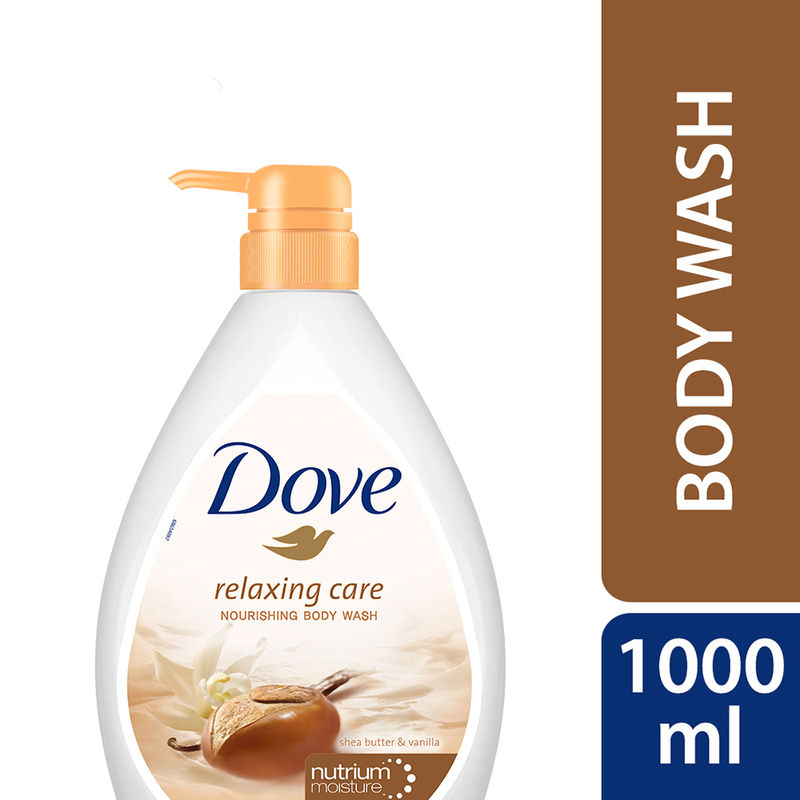 Dove
relaxing care
NOURISHING BODY WASH
shea butter & vanilla
nutrium
moisture
BODY WASH
1000
ml